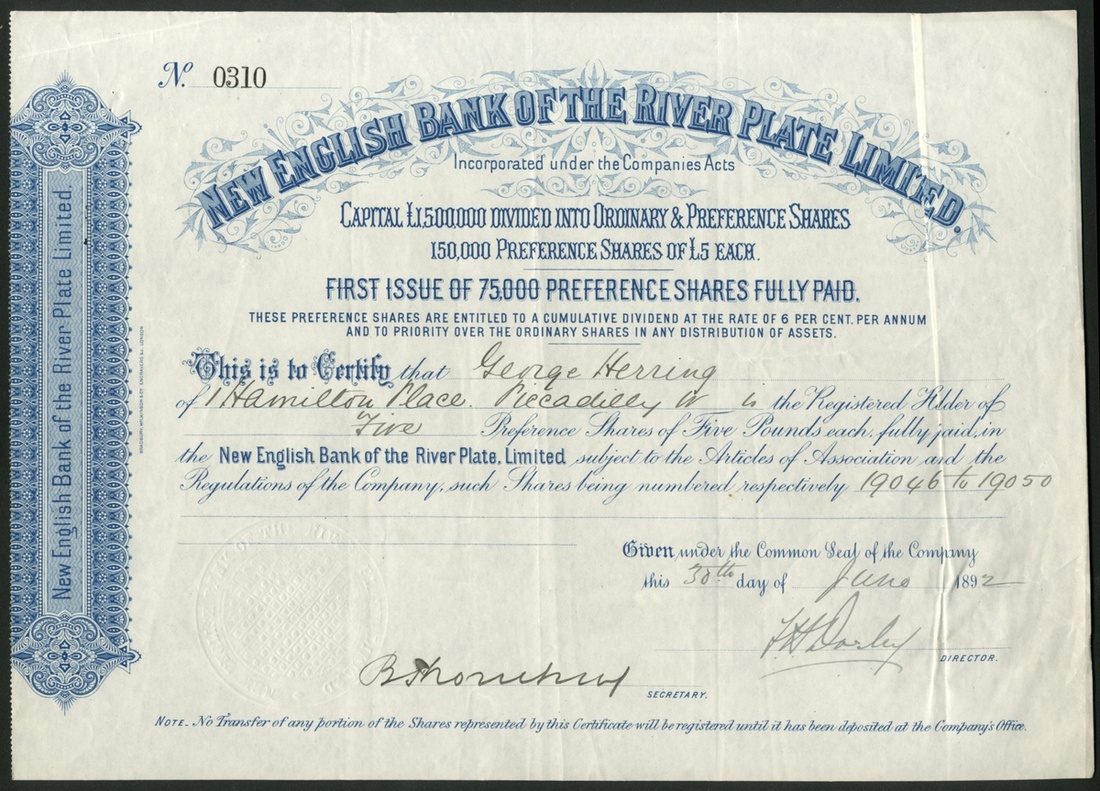 No. 0310
NEW ENGLISH BANK OF THE RIVER PLATE LIMITED.
Incorporated under the Companies Acts
CAPITAL £1,500,000 DIVIDED INTO ORDINARY & PREFERENCE SHARES
150,000 PREFERENCE SHARES OF £5 EACH.
FIRST ISSUE OF 75,000 PREFERENCE SHARES FULLY PAID.
THESE PREFERENCE SHARES ARE ENTITLED TO A CUMULATIVE DIVIDEND AT THE RATE OF 6 PER CENT. PER ANNUM
AND TO PRIORITY OVER THE ORDINARY SHARES IN ANY DISTRIBUTION OF ASSETS.
This is to Certify that George Herring
of 1 Hamilton Place. Piccadilly W is the Registered Holder of
Five Preference Shares of Five Pounds each, fully paid, in
the New English Bank of the River Plate, Limited subject to the Articles of Association and the
Regulations of the Company, such Shares being numbered respectively 19046 to 19050
Given under the Common Seal of the Company
this 30th day of June 1892
DIRECTOR.
SECRETARY.
NOTE._ No Transfer of any portion of the Shares represented by this Certificate will be registered until it has been deposited at the Company's Office.
New English Bank of the River Plate Limited